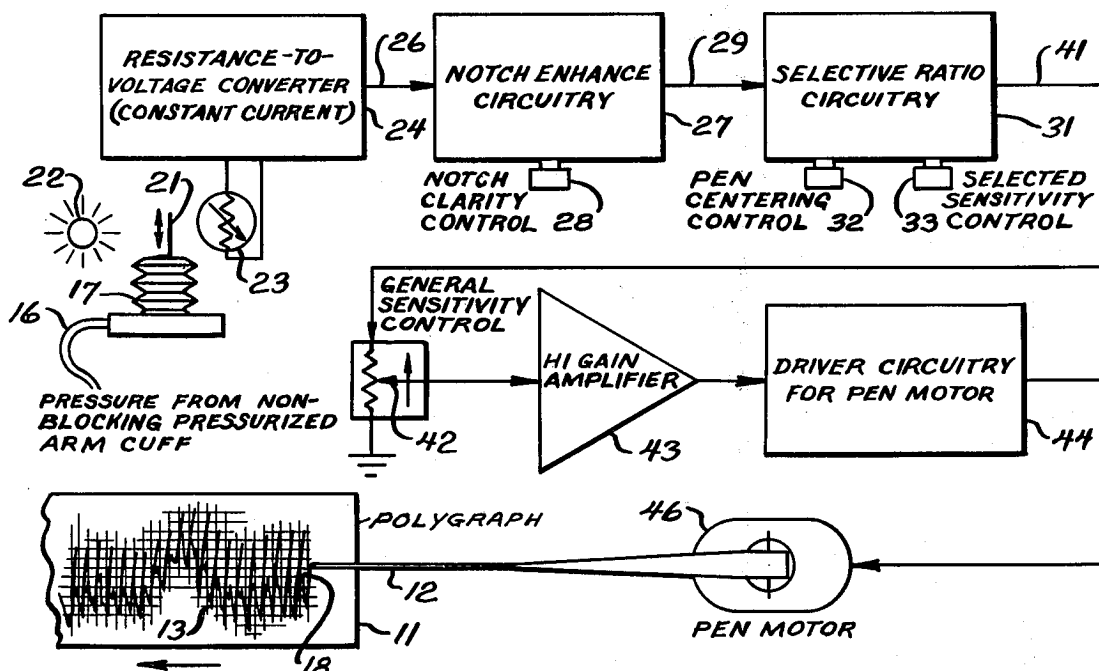 RESISTANCE-TO-
VOLTAGE CONVERTER
(CONSTANT CURRENT)
24
26
NOTCH ENHANCE
CIRCUITRY
27
29
SELECTIVE RATIO
CIRCUITRY
31
41
22
21
17
16
23
NOTCH
CLARITY
CONTROL 28
PEN
CENTERING
CONTROL 32
33
SELECTED
SENSITIVITY
CONTROL
PRESSURE FROM NON-
BLOCKING PRESSURIZED
ARM CUFF
GENERAL
SENSITIVITY
CONTROL
42
HI GAIN
AMPLIFIER
43
DRIVER CIRCUITRY
FOR PEN MOTOR
44
POLYGRAPH
12
13
18
11
46
PEN MOTOR